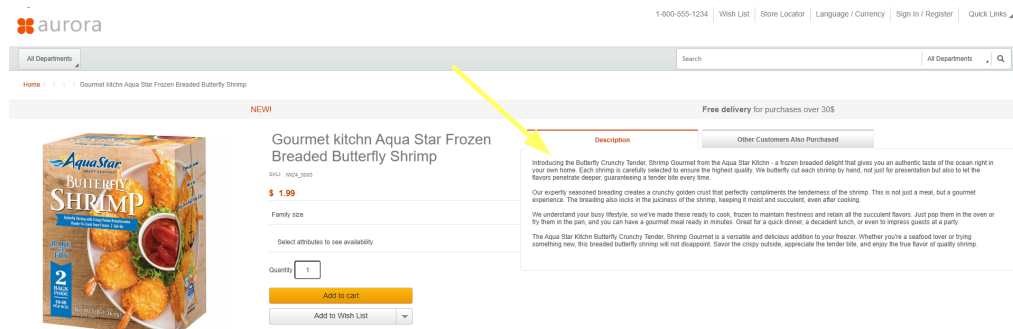 1-800-555-1234 Wish List Store Locator Language / Currency Sign In / Register Quick Links
aurora
All Departments
Search All Departments
Home \ \ \ \ Gourmet kitchn Aqua Star Frozen Breaded Butterfly Shrimp
NEW! Free delivery for purchases over 30$
Gourmet kitchn Aqua Star Frozen
Breaded Butterfly Shrimp
SKU: NX24_0003
$ 1.99
Family size
Select attributes to see availability
Quantity 1
Add to cart
Add to Wish List
Description Other Customers Also Purchased
Introducing the Butterfly Crunchy Tender, Shrimp Gourmet from the Aqua Star Kitchn - a frozen breaded delight that gives you an authentic taste of the ocean right in
your own home. Each shrimp is carefully selected to ensure the highest quality. We butterfly cut each shrimp by hand, not just for presentation but also to let the
flavors penetrate deeper, guaranteeing a tender bite every time.
Our expertly seasoned breading creates a crunchy golden crust that perfectly compliments the tenderness of the shrimp. This is not just a meal, but a gourmet
experience. The breading also locks in the juiciness of the shrimp, keeping it moist and succulent, even after cooking.
We understand your busy lifestyle, so we've made these ready to cook, frozen to maintain freshness and retain all the succulent flavors. Just pop them in the oven or
fry them in the pan, and you can have a gourmet meal ready in minutes. Great for a quick dinner, a decadent lunch, or even to impress guests at a party.
The Aqua Star Kitchn Butterfly Crunchy Tender, Shrimp Gourmet is a versatile and delicious addition to your freezer. Whether you're a seafood lover or trying
something new, this breaded butterfly shrimp will not disappoint. Savor the crispy outside, appreciate the tender bite, and enjoy the true flavor of quality shrimp.
AquaStar
BUTTERFLY
SHRIMP
Butterfly Shrimp with Crispy Panko Breadcrumbs
BAKE
FRY
2
BAGS
INSIDE